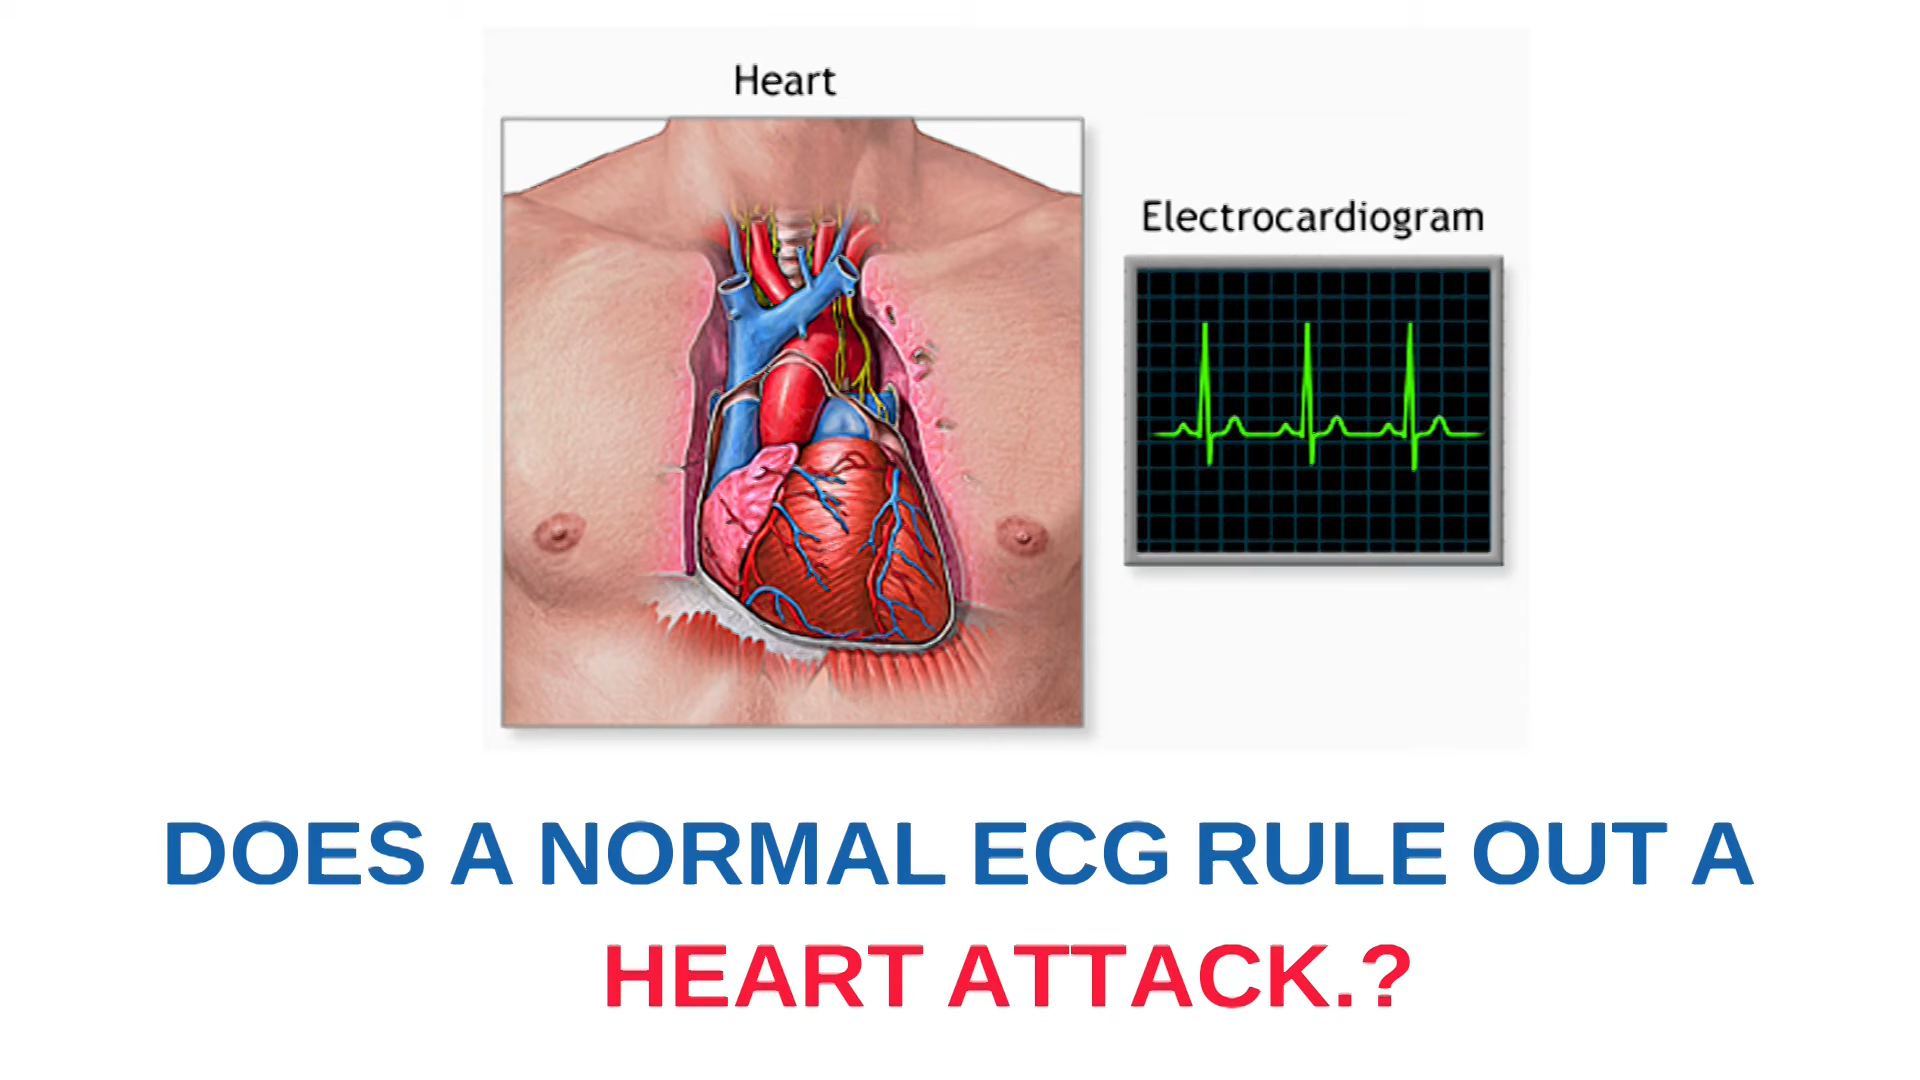 Heart
Electrocardiogram
DOES A NORMAL ECG RULE OUT A
HEART ATTACK.?